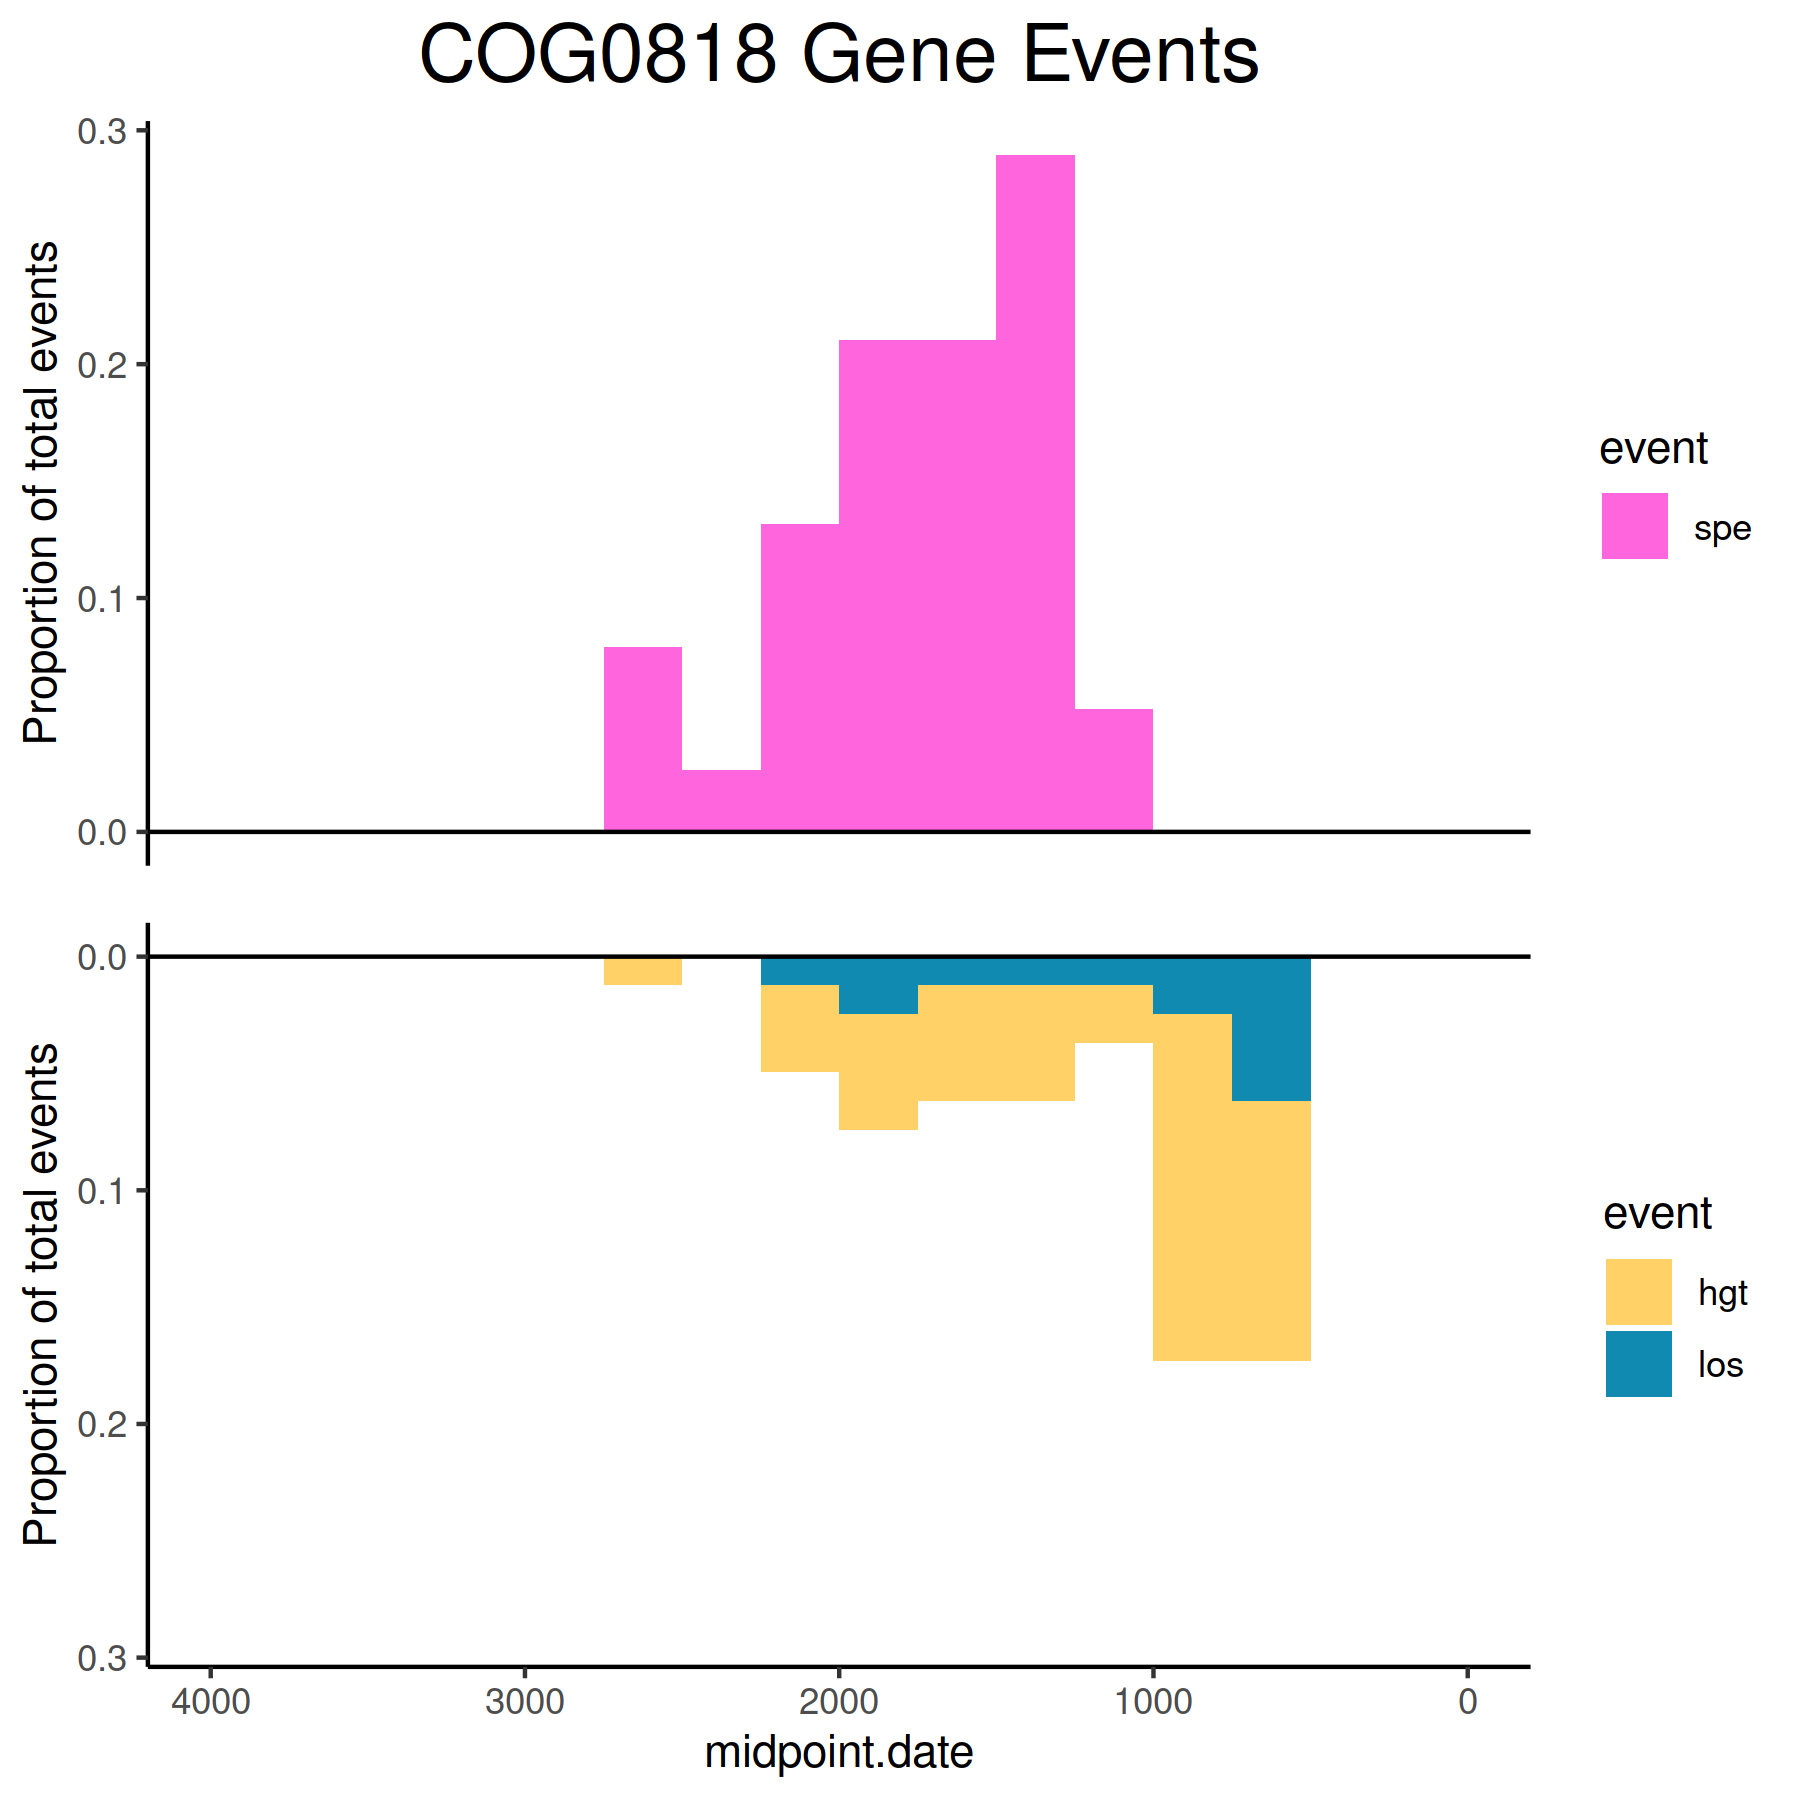 COG0818 Gene Events
Proportion of total events
0.3
0.2
0.1
0.0
event
spe
Proportion of total events
0.0
0.1
0.2
0.3
event
hgt
los
4000 3000 2000 1000 0
midpoint.date